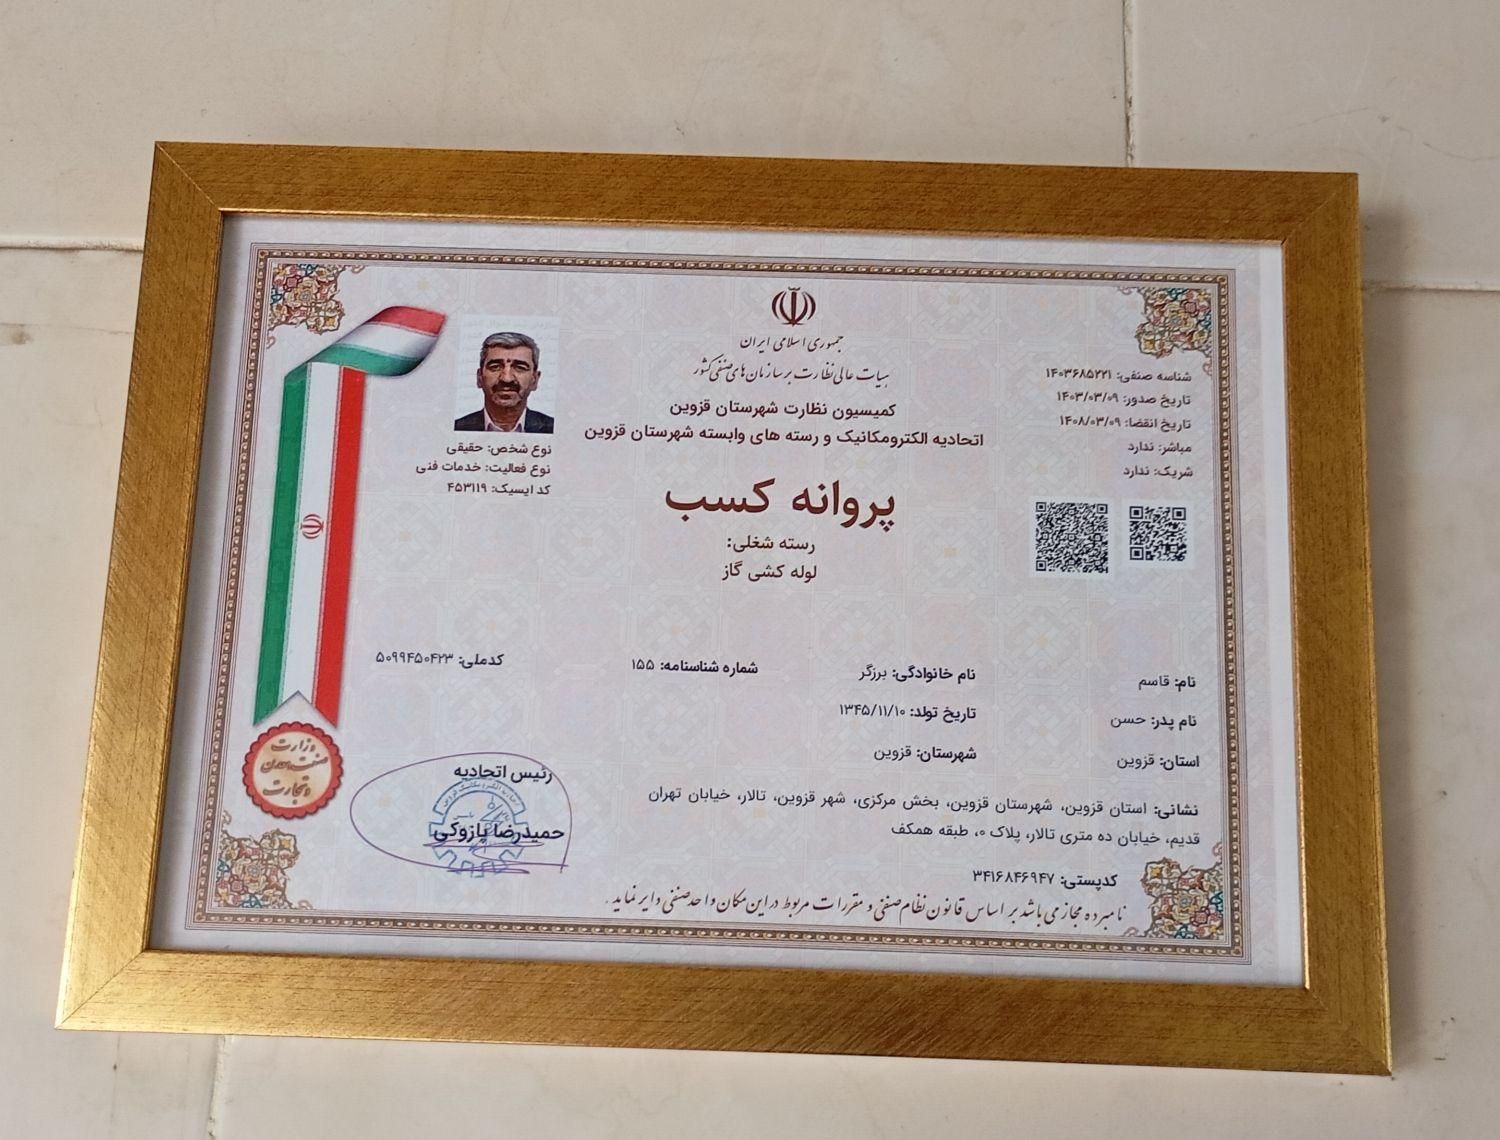 جمهوری اسلامی ایران
هیات عالی نظارت بر سازمان های صنفی کشور
کمیسیون نظارت شهرستان قزوین
اتحادیه الکترومکانیک و رسته های وابسته شهرستان قزوین
شناسه صنفی: ۱۴۰۳۶۸۵۲۲۱
تاریخ صدور: ۱۴۰۳/۰۳/۰۹
تاریخ انقضا: ۱۴۰۸/۰۳/۰۹
مباشر: ندارد
شریک: ندارد
نوع شخص: حقیقی
نوع فعالیت: خدمات فنی
کد آیسیک: ۴۵۳۱۱۹
پروانه کسب
رسته شغلی:
لوله کشی گاز
نام: قاسم نام خانوادگی: برزگر شماره شناسنامه: ۱۵۵ کدملی: ۵۰۹۹۴۵۰۴۲۳
نام پدر: حسن تاریخ تولد: ۱۳۴۵/۱۱/۱۰
استان: قزوین شهرستان: قزوین
نشانی: استان قزوین، شهرستان قزوین، بخش مرکزی، شهر قزوین، تالار، خیابان تهران
قدیم، خیابان ده متری تالار، پلاک ۰، طبقه همکف
کدپستی: ۳۴۱۶۸۴۶۹۴۷
نامبرده مجاز می باشد بر اساس قانون نظام صنفی و مقررات مربوط در این مکان واحد صنفی دایر نماید.
رئیس اتحادیه
حمیدرضا پازوکی
وزارت
صنعت، معدن
و تجارت